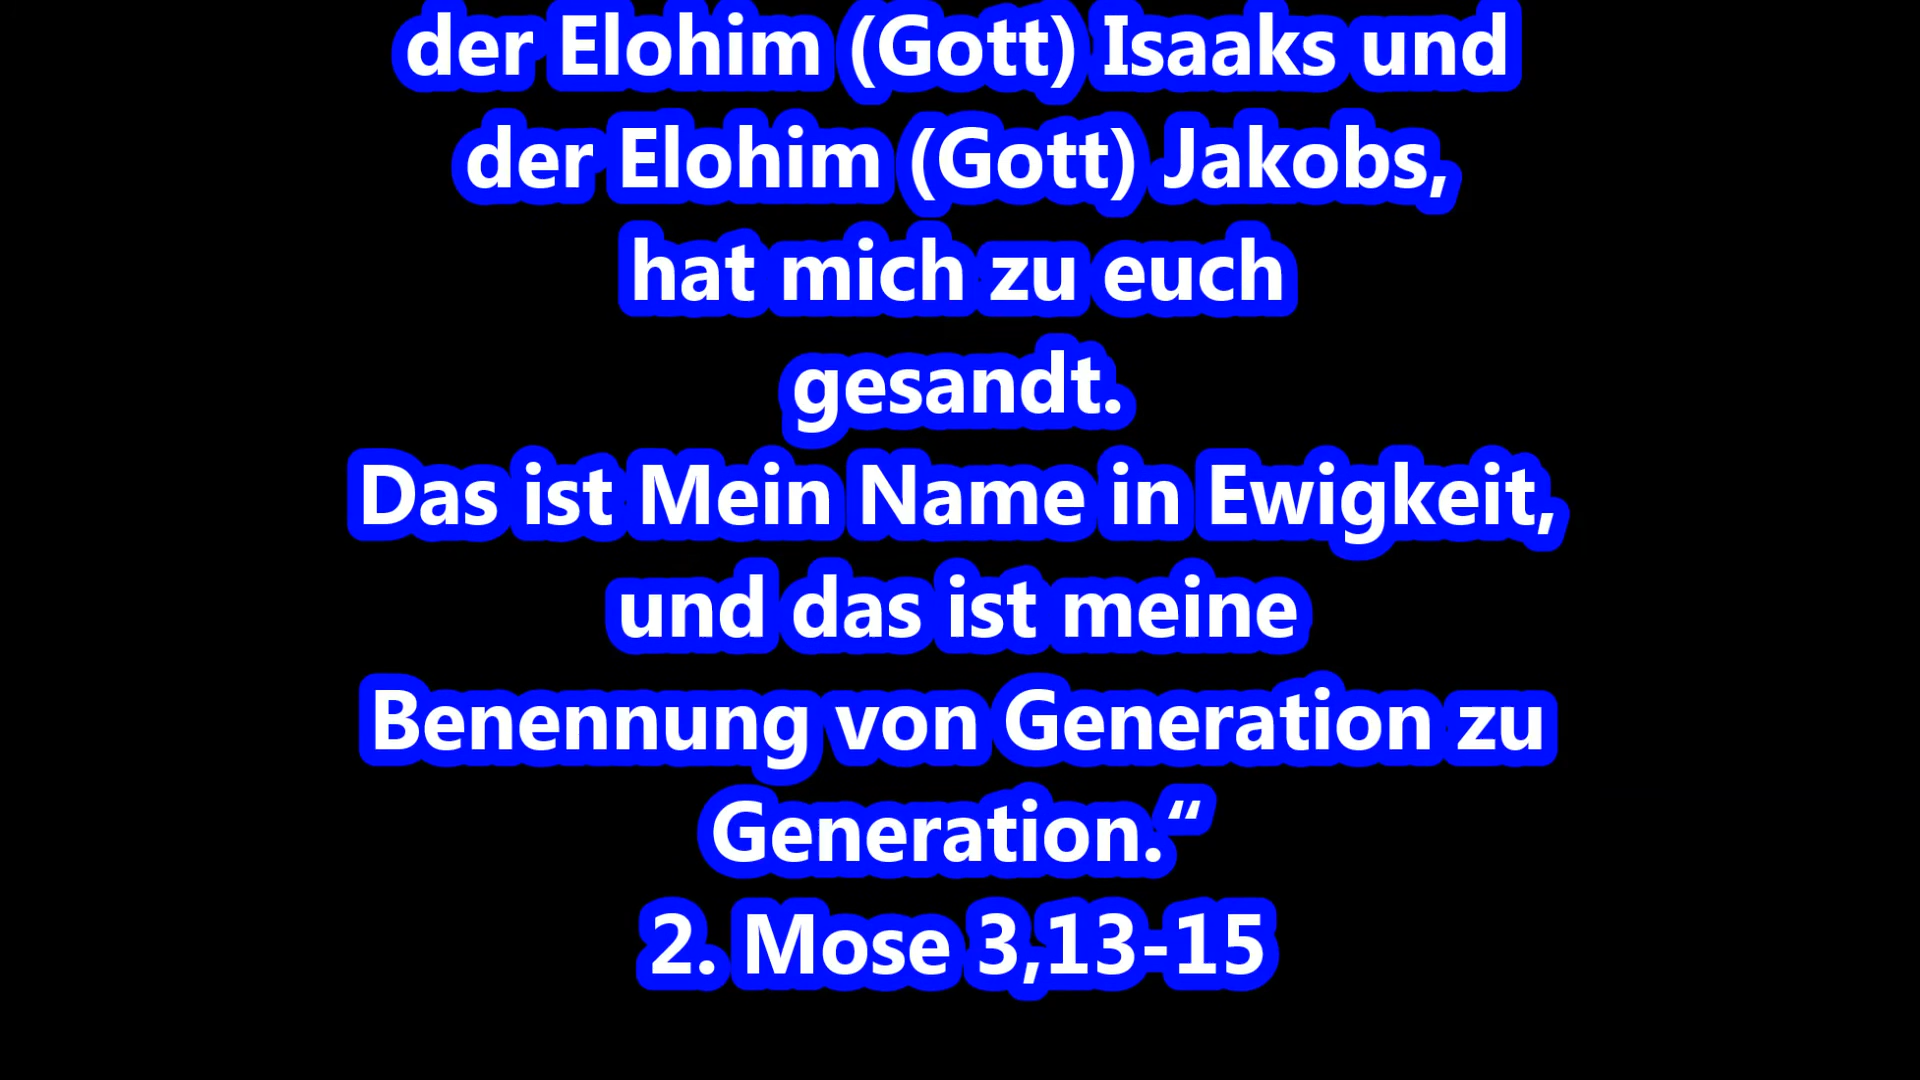 der Elohim (Gott) Isaaks und
der Elohim (Gott) Jakobs,
hat mich zu euch
gesandt.
Das ist Mein Name in Ewigkeit,
und das ist meine
Benennung von Generation zu
Generation.“
2. Mose 3,13-15